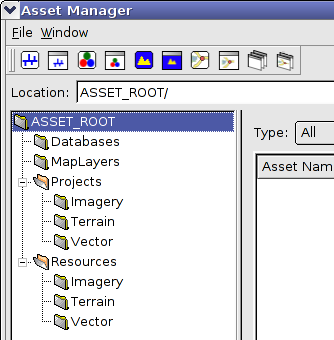 Asset Manager
File Window
Location: ASSET_ROOT/
ASSET_ROOT
Databases
MapLayers
Projects
Imagery
Terrain
Vector
Resources
Imagery
Terrain
Vector
Type: All
Asset Nam